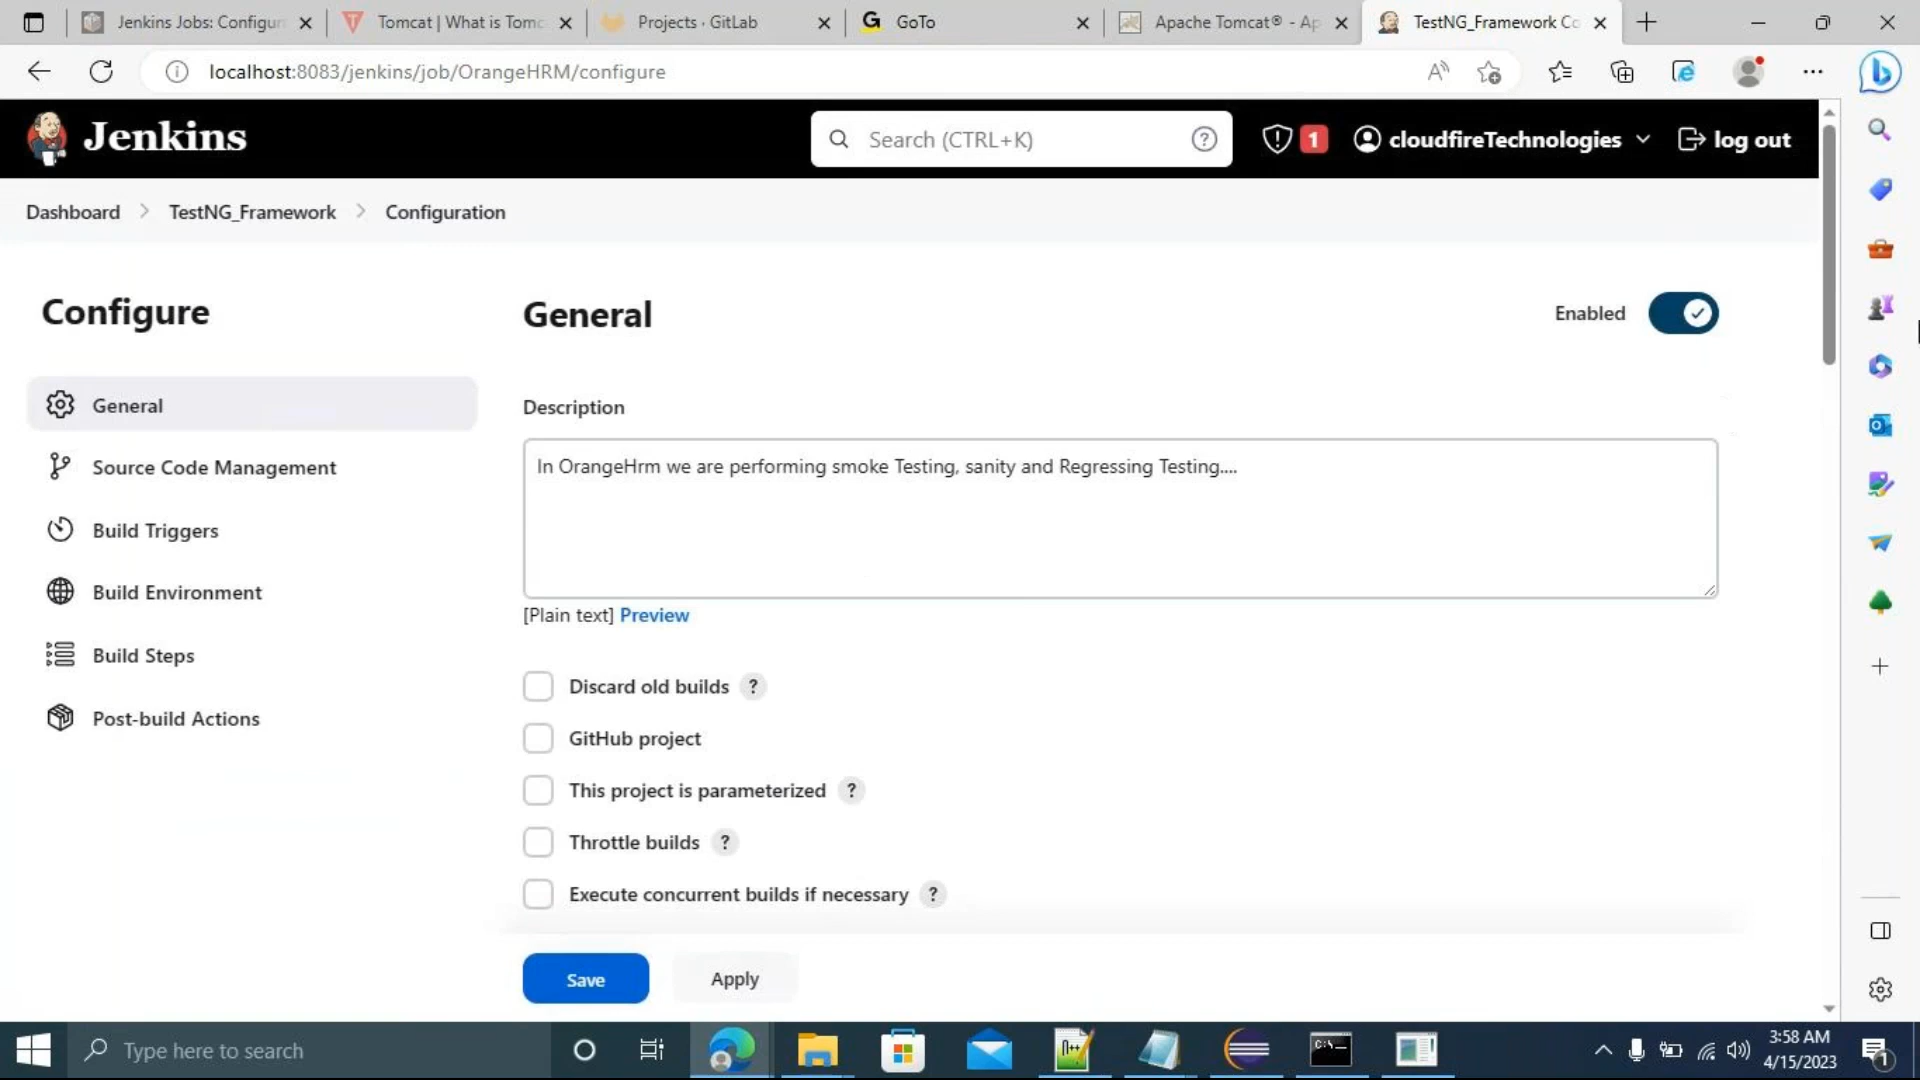 Jenkins Jobs: Configur
Tomcat | What is Tomc
Projects · GitLab
GoTo
Apache Tomcat® - Ap
TestNG_Framework Co
localhost:8083/jenkins/job/OrangeHRM/configure
Jenkins
Search (CTRL+K)
1
cloudfireTechnologies
log out
Dashboard
TestNG_Framework
Configuration
Configure
General
Source Code Management
Build Triggers
Build Environment
Build Steps
Post-build Actions
General
Enabled
Description
In OrangeHrm we are performing smoke Testing, sanity and Regressing Testing....
[Plain text] Preview
Discard old builds ?
GitHub project
This project is parameterized ?
Throttle builds ?
Execute concurrent builds if necessary ?
Save
Apply
Type here to search
3:58 AM
4/15/2023
1